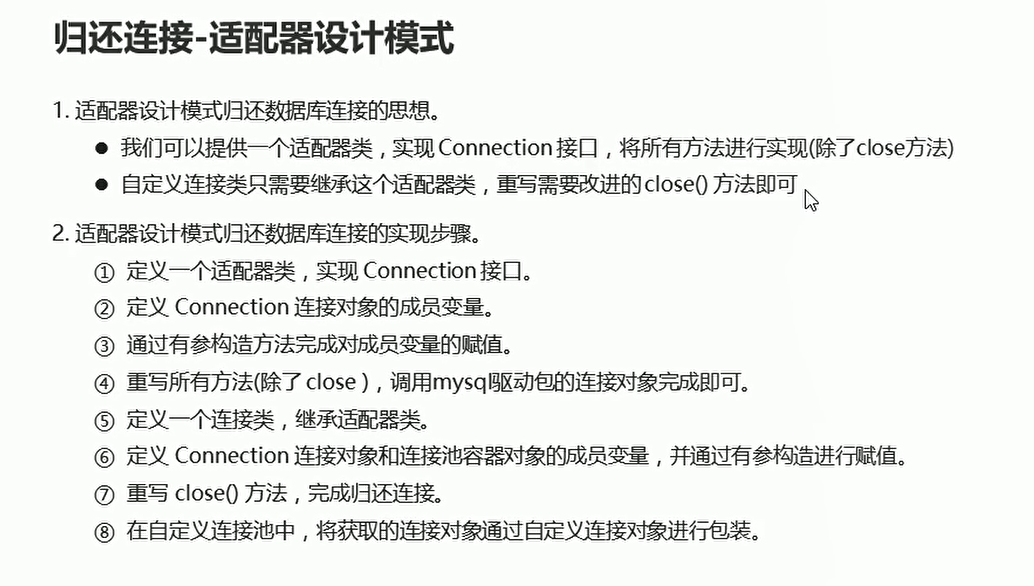 归还连接-适配器设计模式
1. 适配器设计模式归还数据库连接的思想。
● 我们可以提供一个适配器类，实现 Connection 接口，将所有方法进行实现(除了close方法)
● 自定义连接类只需要继承这个适配器类，重写需要改进的 close() 方法即可
2. 适配器设计模式归还数据库连接的实现步骤。
① 定义一个适配器类，实现 Connection 接口。
② 定义 Connection 连接对象的成员变量。
③ 通过有参构造方法完成对成员变量的赋值。
④ 重写所有方法(除了 close )，调用mysql驱动包的连接对象完成即可。
⑤ 定义一个连接类，继承适配器类。
⑥ 定义 Connection 连接对象和连接池容器对象的成员变量，并通过有参构造进行赋值。
⑦ 重写 close() 方法，完成归还连接。
⑧ 在自定义连接池中，将获取的连接对象通过自定义连接对象进行包装。